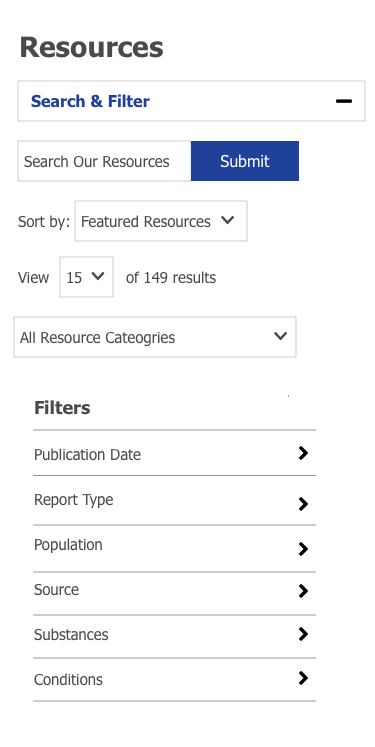 Resources
Search & Filter
Search Our Resources Submit
Sort by: Featured Resources
View 15 of 149 results
All Resource Cateogries
Filters
Publication Date
Report Type
Population
Source
Substances
Conditions